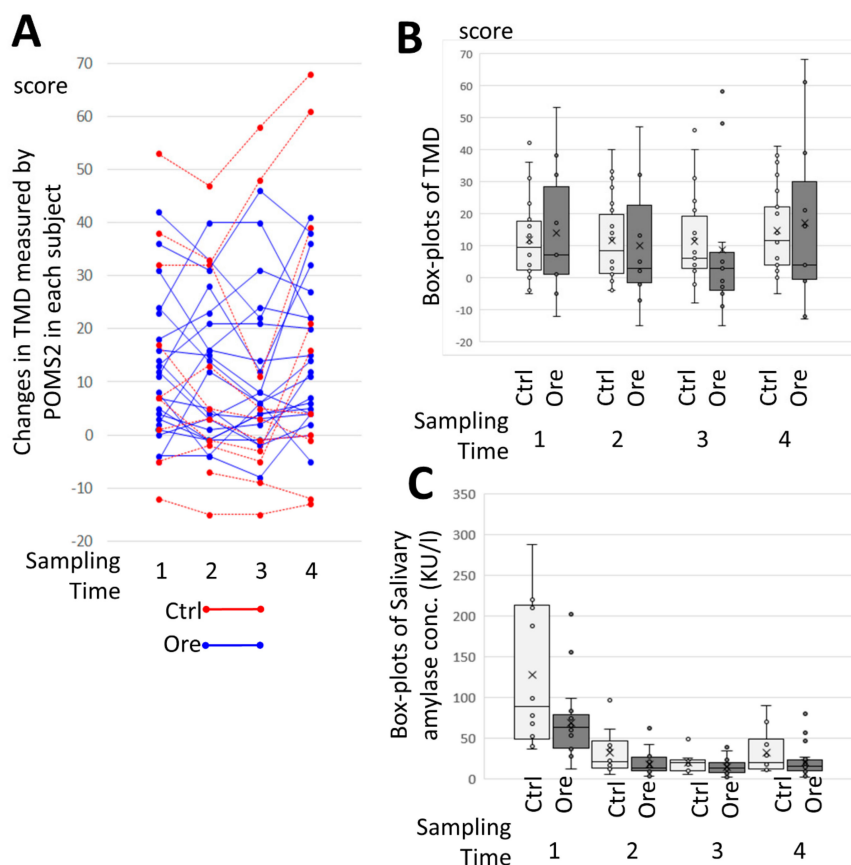 A
score
70
60
50
40
30
20
10
0
-10
-20
Changes in TMD measured by
POMS2 in each subject
Sampling
Time
1 2 3 4
Ctrl
Ore
B
score
70
60
50
40
30
20
10
0
-10
-20
Box-plots of TMD
Ctrl Ore Ctrl Ore Ctrl Ore Ctrl Ore
Sampling
Time
1 2 3 4
C
350
300
250
200
150
100
50
0
Box-plots of Salivary
amylase conc. (KU/l)
Ctrl Ore Ctrl Ore Ctrl Ore Ctrl Ore
Sampling
Time
1 2 3 4